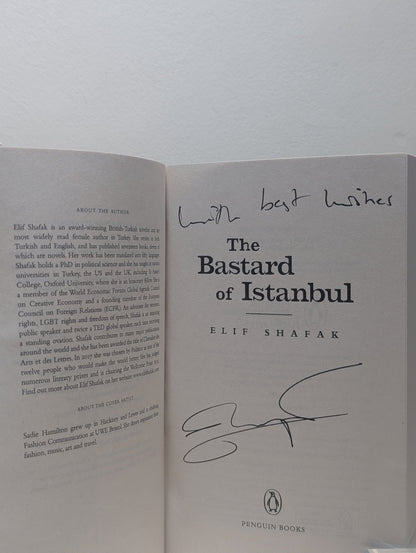 ABOUT THE AUTHOR
Elif Shafak is an award-winning British-Turkish novelist and the
most widely read female author in Turkey. She writes in both
Turkish and English, and has published seventeen books, eleven of
which are novels. Her work has been translated into fifty languages.
Shafak holds a PhD in political science and she has taught at various
universities in Turkey, the US and the UK, including St Anne's
College, Oxford University, where she is an honorary fellow. She is
a member of the World Economic Forum Global Agenda Council
on Creative Economy and a founding member of the European
Council on Foreign Relations (ECFR). An advocate for women's
rights, LGBT rights and freedom of speech, Shafak is an inspiring
public speaker and twice a TED Global speaker, each time receiving
a standing ovation. Shafak contributes to many major publications
around the world and she has been awarded the title of Chevalier des
Arts et des Lettres. In 2017 she was chosen by Politico as one of the
twelve people who would make the world better. She has judged
numerous literary prizes and is chairing the Wellcome Prize
Find out more about Elif Shafak on her website:
ABOUT THE COVER ARTIST
Sadie Hamilton grew up in Hackney and Lewes and is studying
Fashion Communication at UWE Bristol. She draws inspiration from
fashion, music, art and travel.
with best wishes
The
Bastard
of Istanbul
ELIF SHAFAK
PENGUIN BOOKS